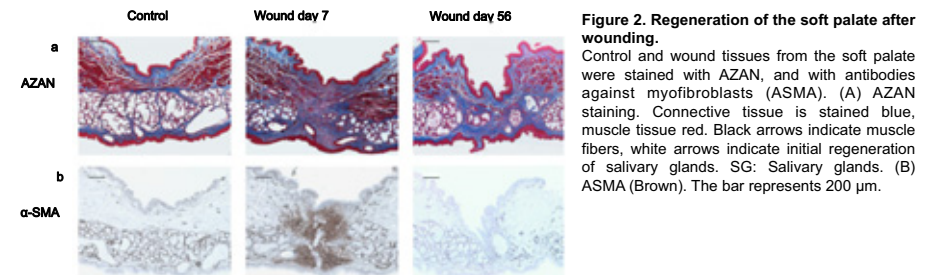 Control
Wound day 7
Wound day 56
a
AZAN
b
α-SMA
Figure 2. Regeneration of the soft palate after
wounding.
Control and wound tissues from the soft palate
were stained with AZAN, and with antibodies
against myofibroblasts (ASMA). (A) AZAN
staining. Connective tissue is stained blue,
muscle tissue red. Black arrows indicate muscle
fibers, white arrows indicate initial regeneration
of salivary glands. SG: Salivary glands. (B)
ASMA (Brown). The bar represents 200 µm.